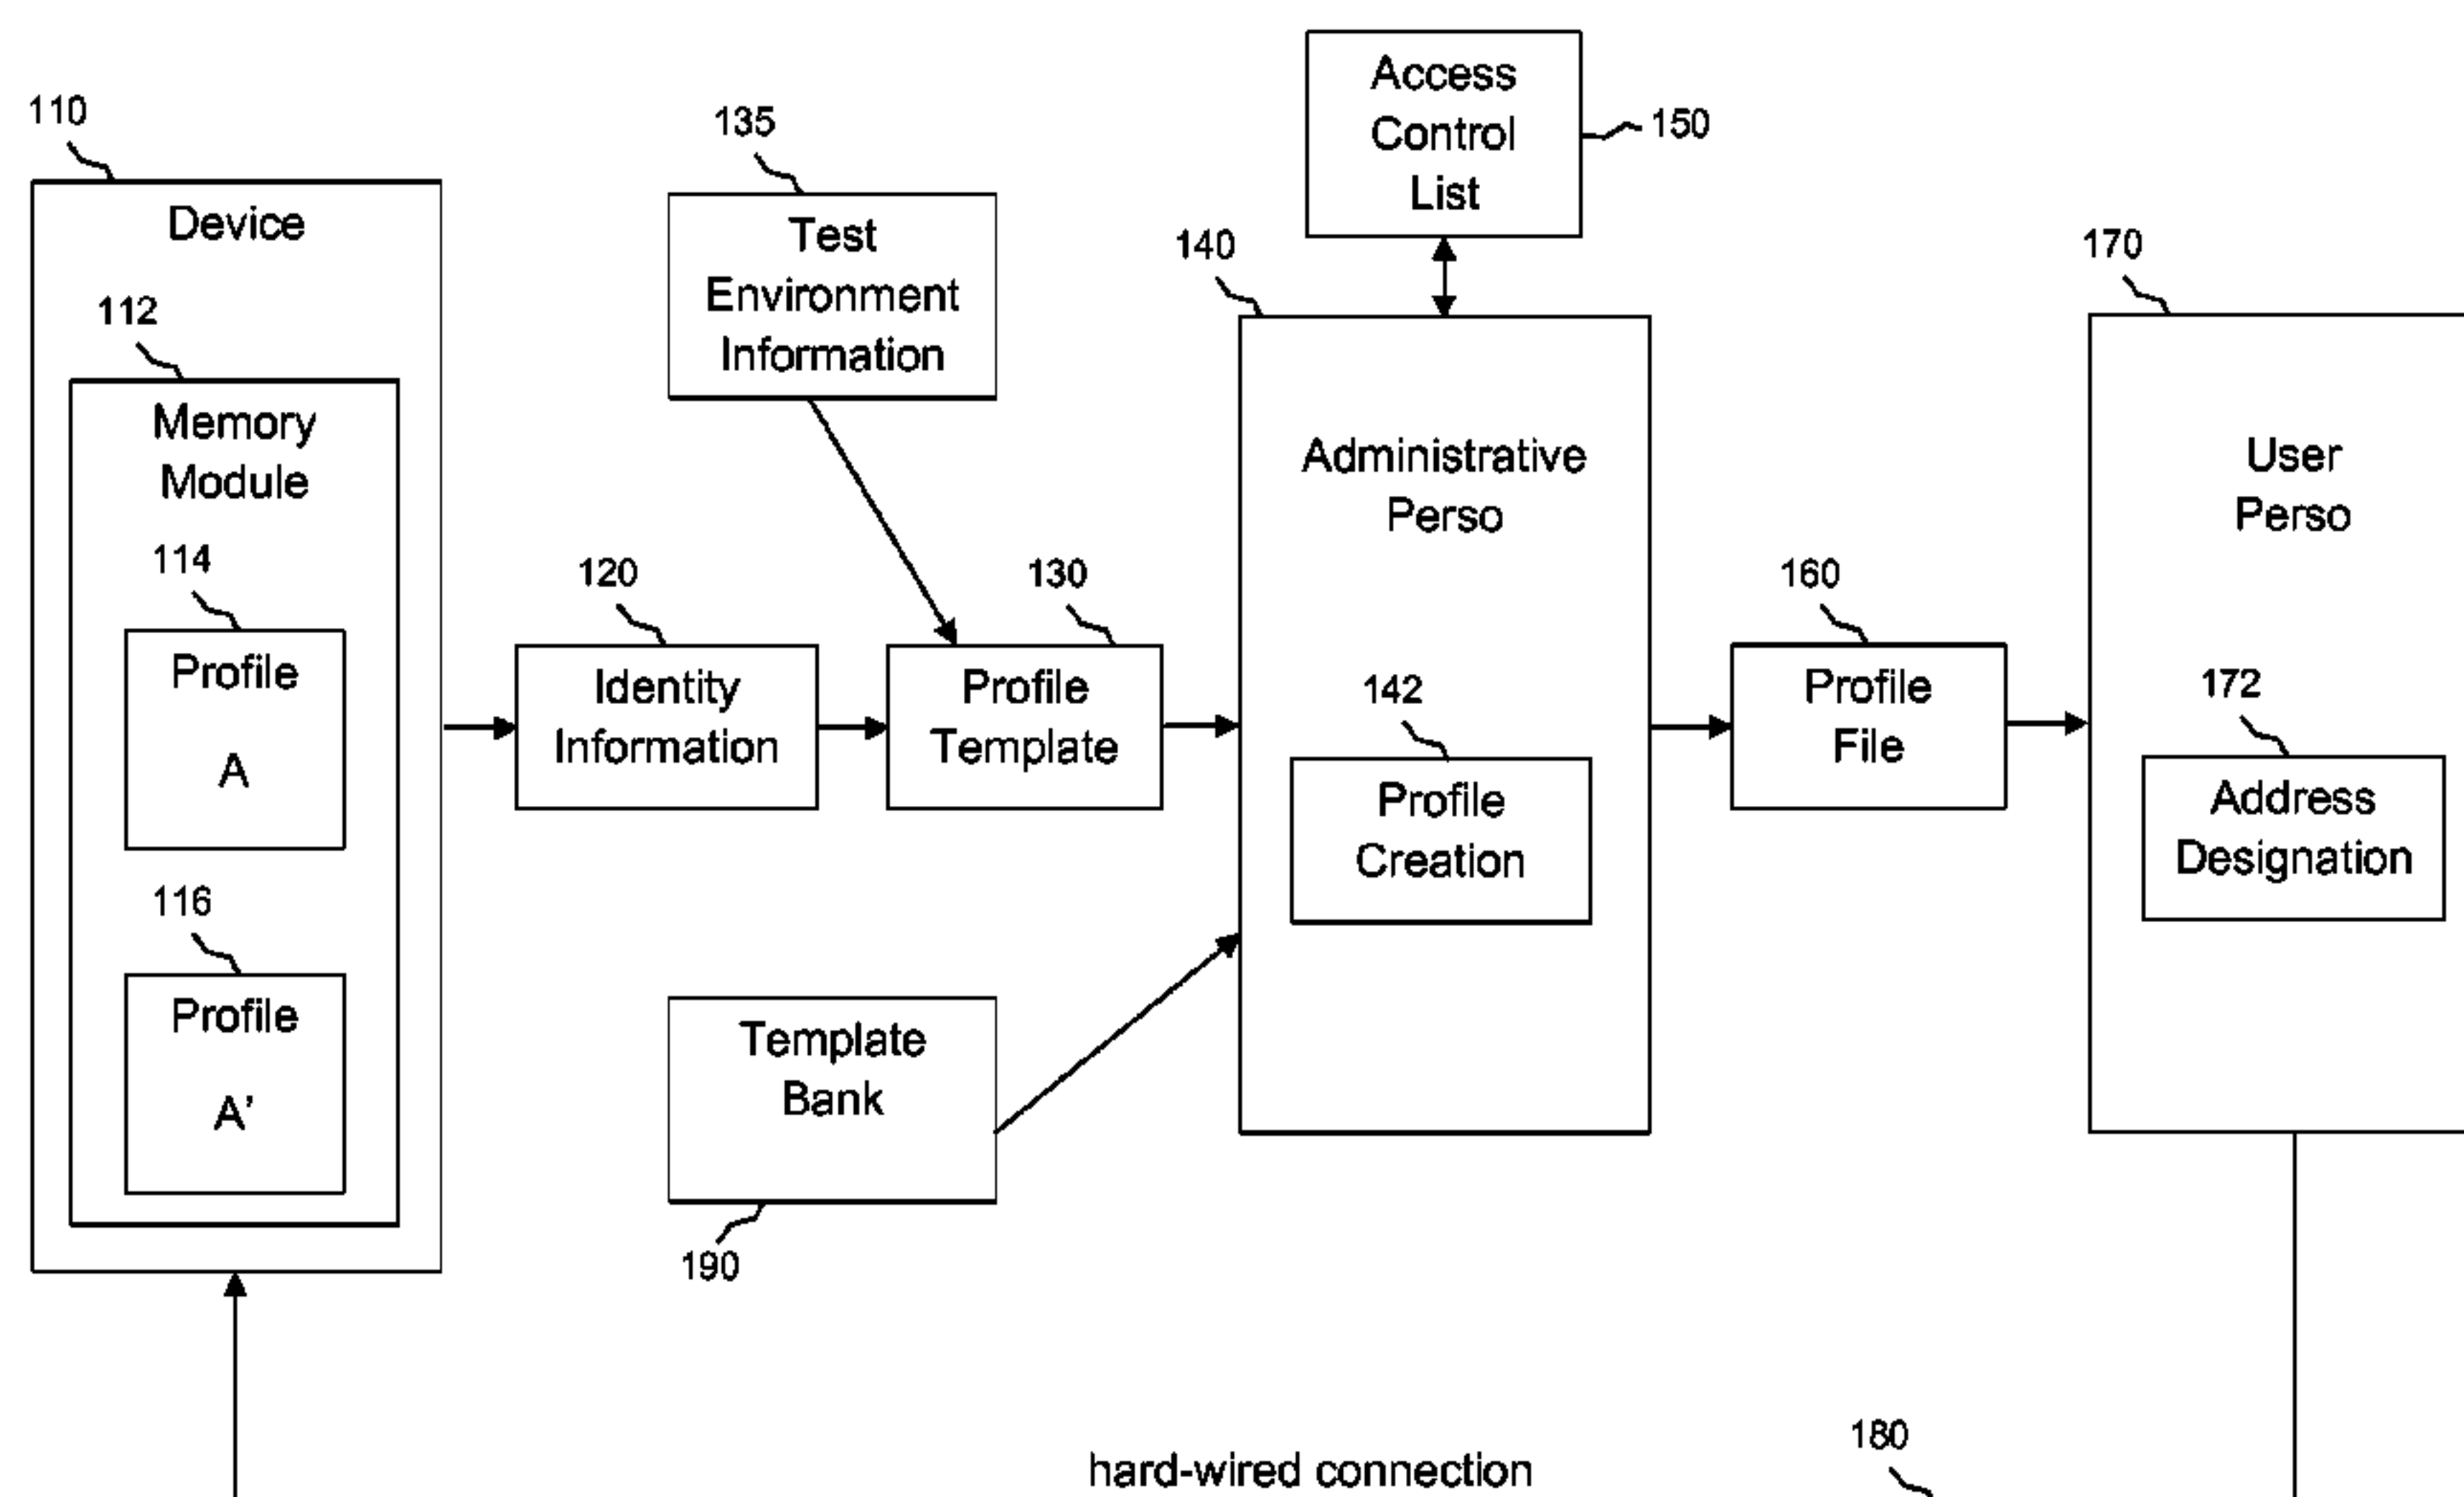 110
Device
112
Memory
Module
114
Profile
A
116
Profile
A'
135
Test
Environment
Information
120
Identity
Information
130
Profile
Template
Template
Bank
190
Access
Control
List
150
140
Administrative
Perso
142
Profile
Creation
160
Profile
File
170
User
Perso
172
Address
Designation
180
hard-wired connection